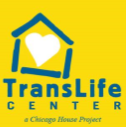 TransLife
CENTER
a Chicago House Project